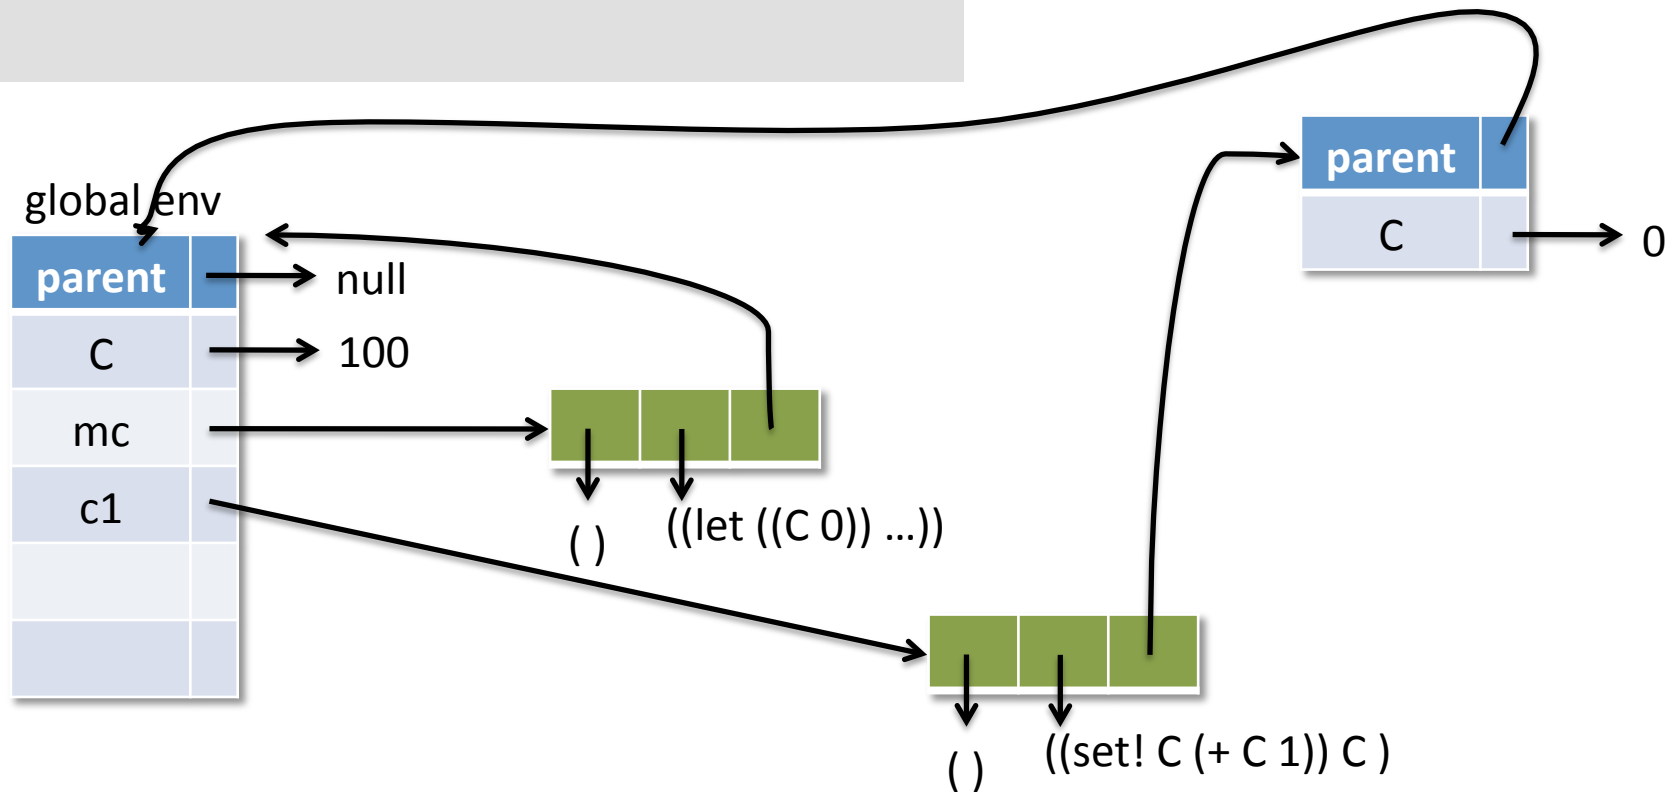 global env
parent
null
C
100
mc
c1
( )
((let ((C 0)) ...))
parent
C
0
( )
((set! C (+ C 1)) C )